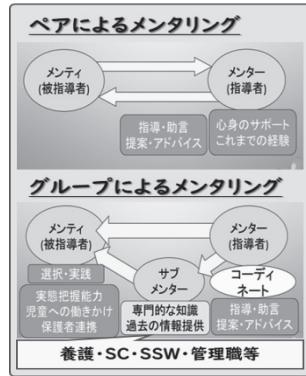 ペアによるメンタリング
メンティ
(被指導者)
メンター
(指導者)
指導・助言
提案・アドバイス
心身のサポート
これまでの経験
グループによるメンタリング
メンティ
(被指導者)
メンター
(指導者)
選択・実践
サブ
メンター
コーディ
ネート
実態把握能力
児童への働きかけ
保護者連携
専門的な知識
過去の情報提供
指導・助言
提案・アドバイス
養護・SC・SSW・管理職等